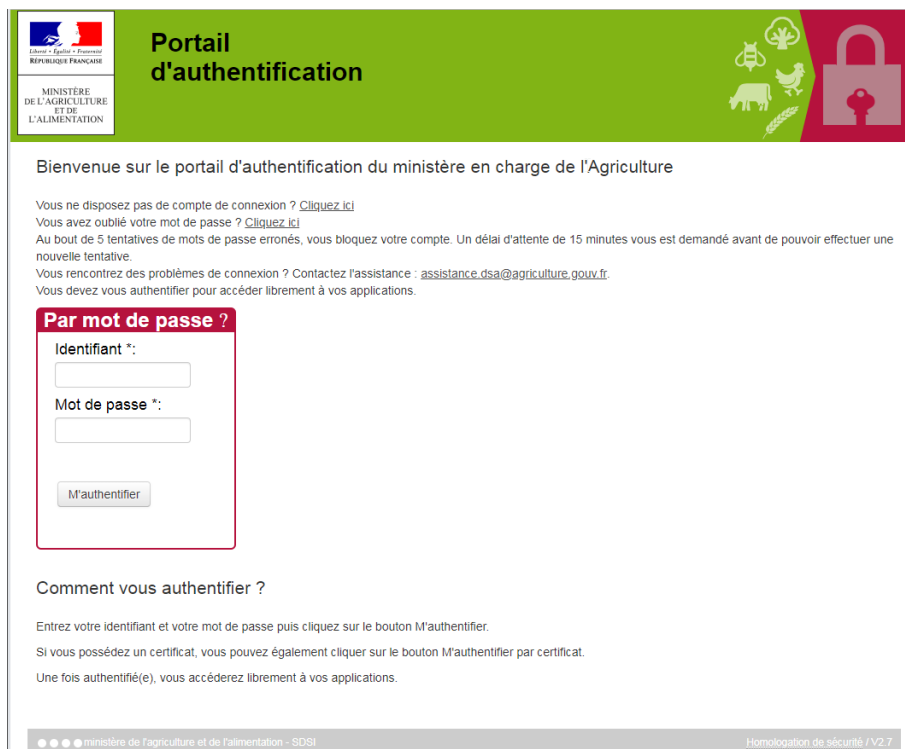 Liberté • Égalité • Fraternité
RÉPUBLIQUE FRANÇAISE
MINISTÈRE
DE L'AGRICULTURE
ET DE
L'ALIMENTATION
Portail
d'authentification
Bienvenue sur le portail d'authentification du ministère en charge de l'Agriculture
Vous ne disposez pas de compte de connexion ? Cliquez ici
Vous avez oublié votre mot de passe ? Cliquez ici
Au bout de 5 tentatives de mots de passe erronés, vous bloquez votre compte. Un délai d'attente de 15 minutes vous est demandé avant de pouvoir effectuer une
nouvelle tentative.
Vous rencontrez des problèmes de connexion ? Contactez l'assistance : assistance.dsa@agriculture.gouv.fr.
Vous devez vous authentifier pour accéder librement à vos applications.
Par mot de passe ?
Identifiant *:
Mot de passe *:
M'authentifier
Comment vous authentifier ?
Entrez votre identifiant et votre mot de passe puis cliquez sur le bouton M'authentifier.
Si vous possédez un certificat, vous pouvez également cliquer sur le bouton M'authentifier par certificat.
Une fois authentifié(e), vous accéderez librement à vos applications.
ministère de l'agriculture et de l'alimentation - SDSI
Homologation de sécurité / V2.7